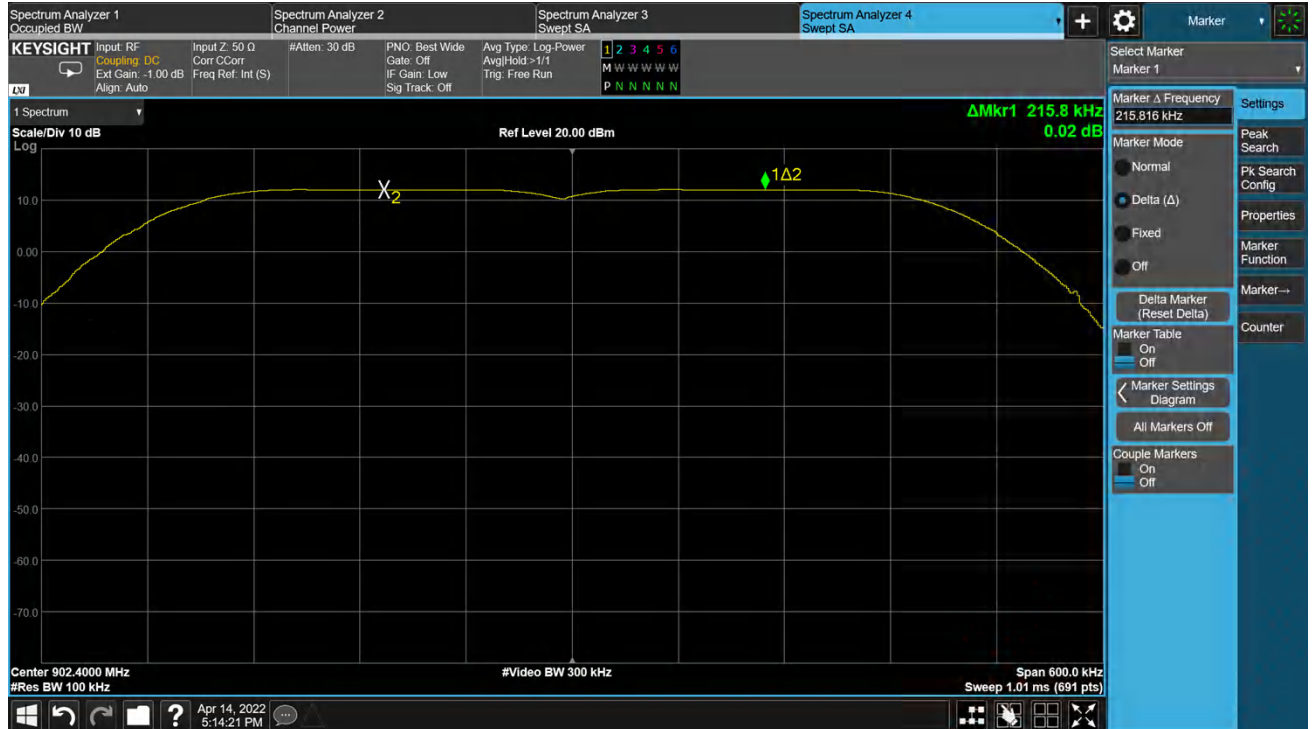 Spectrum Analyzer 1
Occupied BW
Spectrum Analyzer 2
Channel Power
Spectrum Analyzer 3
Swept SA
Spectrum Analyzer 4
Swept SA
+
Marker
KEYSIGHT
LXI
Input: RF
Coupling: DC
Ext Gain: -1.00 dB
Align: Auto
Input Z: 50 Ω
Corr CCorr
Freq Ref: Int (S)
#Atten: 30 dB
PNO: Best Wide
Gate: Off
IF Gain: Low
Sig Track: Off
Avg Type: Log-Power
Avg|Hold:>1/1
Trig: Free Run
1 2 3 4 5 6
M W W W W W
P N N N N N
Select Marker
Marker 1
1 Spectrum
ΔMkr1 215.8 kHz
0.02 dB
Scale/Div 10 dB
Ref Level 20.00 dBm
Log
1Δ2
X2
10.0
0.00
-10.0
-20.0
-30.0
-40.0
-50.0
-60.0
-70.0
Center 902.4000 MHz
#Video BW 300 kHz
Span 600.0 kHz
#Res BW 100 kHz
Sweep 1.01 ms (691 pts)
Marker Δ Frequency
215.816 kHz
Marker Mode
Normal
Delta (Δ)
Fixed
Off
Delta Marker
(Reset Delta)
Marker Table
On
Off
Marker Settings
Diagram
All Markers Off
Couple Markers
On
Off
Settings
Peak
Search
Pk Search
Config
Properties
Marker
Function
Marker→
Counter
?
Apr 14, 2022
5:14:21 PM